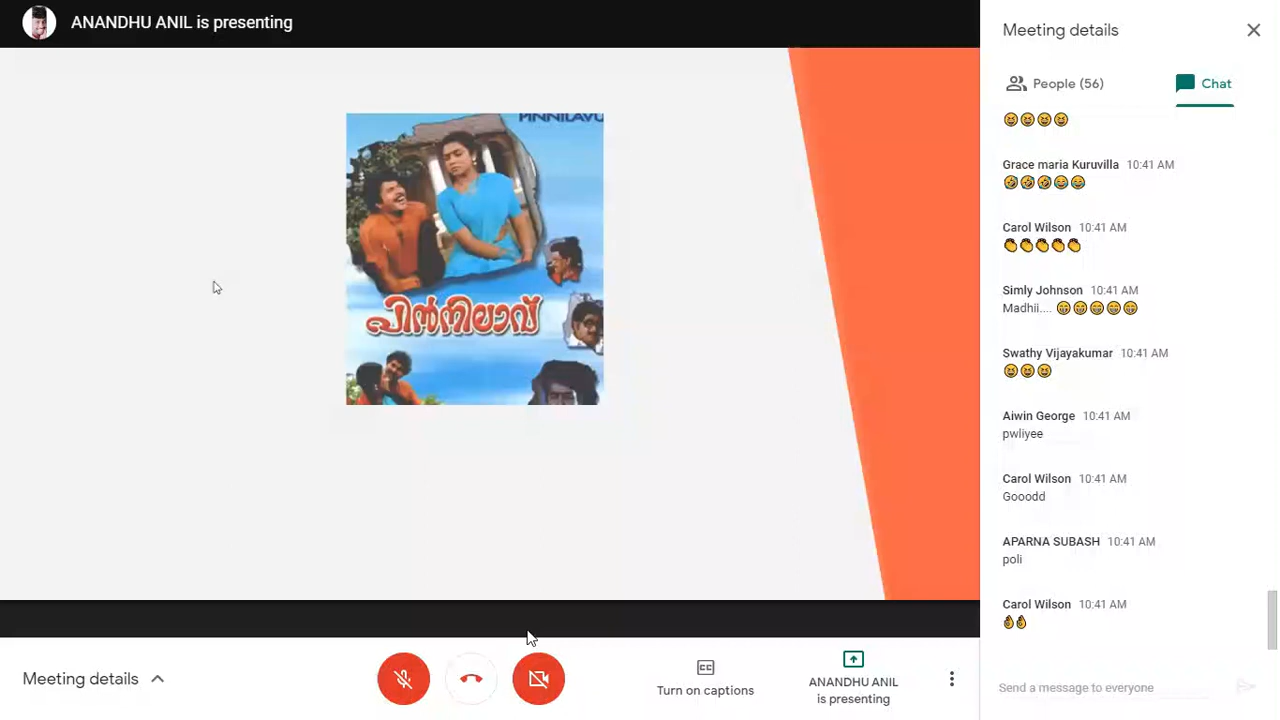 ANANDHU ANIL is presenting
PINNILAVU
പിൻനിലാവ്
Meeting details
People (56)
Chat
😆😆😆😆
Grace maria Kuruvilla 10:41 AM
🤣🤣🤣😂😂
Carol Wilson 10:41 AM
👏👏👏👏👏
Simly Johnson 10:41 AM
Madhii.... 😁😁😁😁😁
Swathy Vijayakumar 10:41 AM
😆😆😆
Aiwin George 10:41 AM
pwliyee
Carol Wilson 10:41 AM
Gooodd
APARNA SUBASH 10:41 AM
poli
Carol Wilson 10:41 AM
👌👌
Send a message to everyone
Meeting details
Turn on captions
ANANDHU ANIL
is presenting